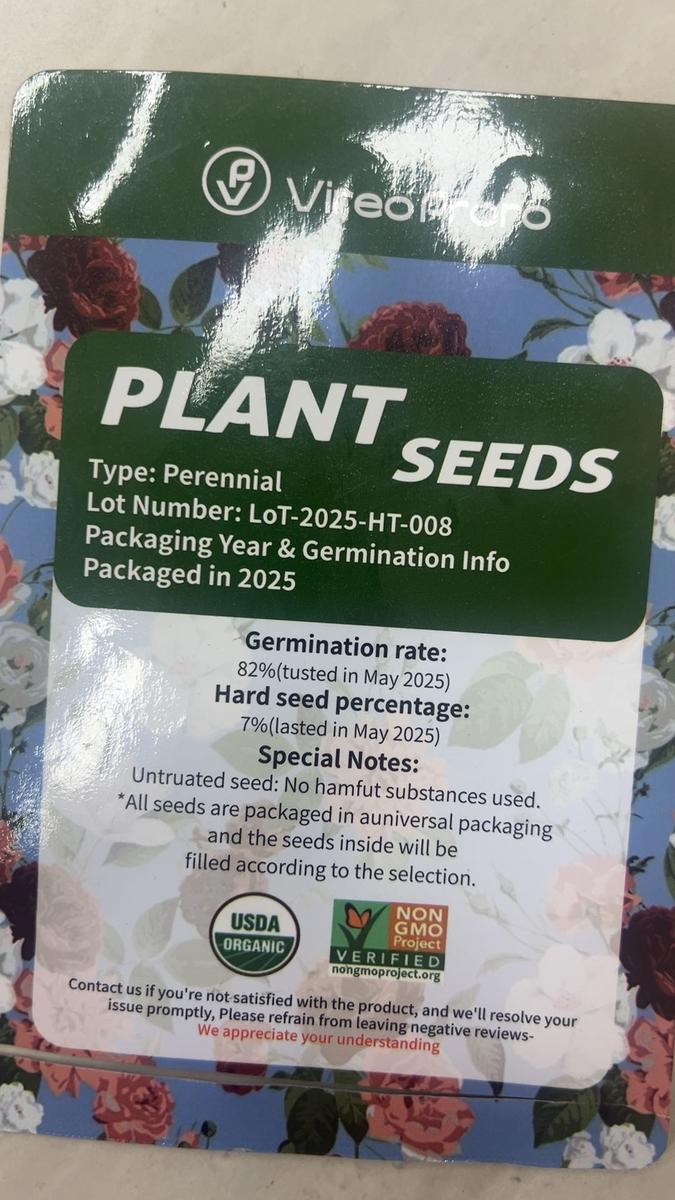 VireoProro
PLANT
SEEDS
Type: Perennial
Lot Number: LoT-2025-HT-008
Packaging Year & Germination Info
Packaged in 2025
Germination rate:
82%(tusted in May 2025)
Hard seed percentage:
7%(lasted in May 2025)
Special Notes:
Untruated seed: No hamfut substances used.
*All seeds are packaged in auniversal packaging
and the seeds inside will be
filled according to the selection.
USDA
ORGANIC
NON
GMO
Project
VERIFIED
nongmoproject.org
Contact us if you're not satisfied with the product, and we'll resolve your
issue promptly, Please refrain from leaving negative reviews-
We appreciate your understanding